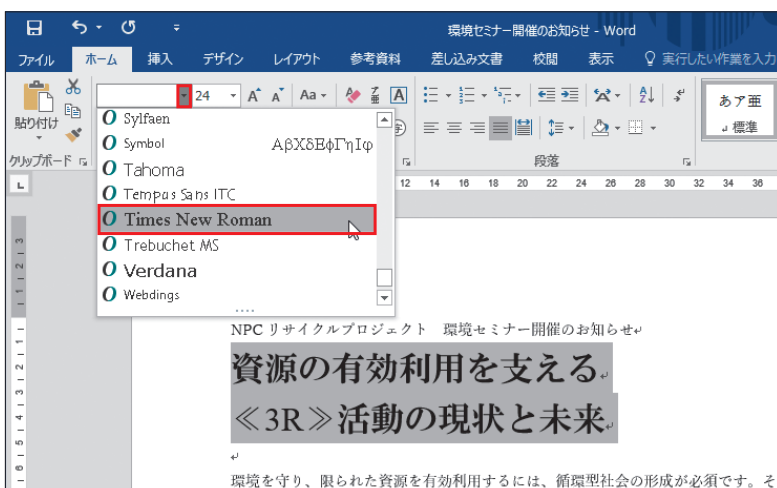 環境セミナー開催のお知らせ - Word
ファイル ホーム 挿入 デザイン レイアウト 参考資料 差し込み文書 校閲 表示 実行したい作業を入力
貼り付け
24
Aa
あア亜
標準
クリップボード
段落
Sylfaen
Symbol ΑβΧδΕϕΓηΙφ
Tahoma
Tempus Sans ITC
Times New Roman
Trebuchet MS
Verdana
Webdings
12 14 16 18 20 22 24 26 28 30 32 34 36
NPC リサイクルプロジェクト 環境セミナー開催のお知らせ
資源の有効利用を支える
≪3R≫活動の現状と未来
環境を守り、限られた資源を有効利用するには、循環型社会の形成が必須です。そ